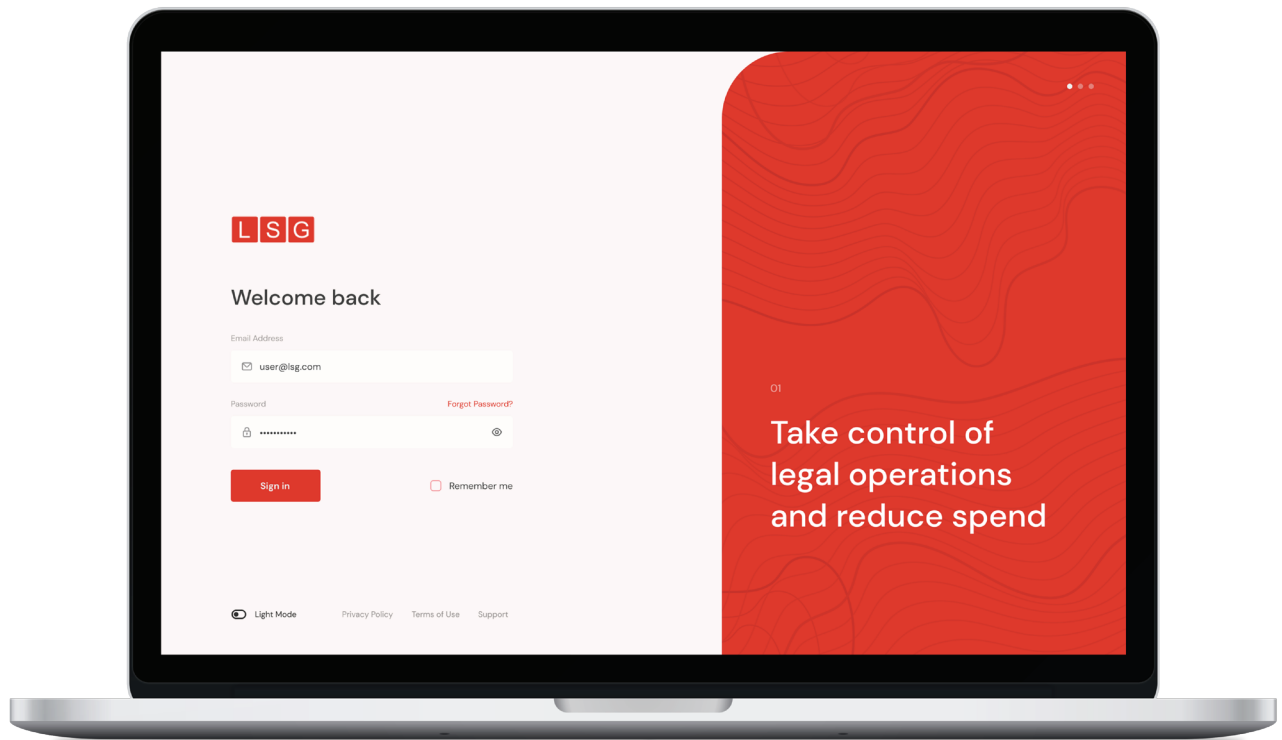 LSG
Welcome back
Email Address
user@lsg.com
Password Forgot Password?
•••••••••••
Sign in Remember me
Light Mode Privacy Policy Terms of Use Support
01
Take control of
legal operations
and reduce spend